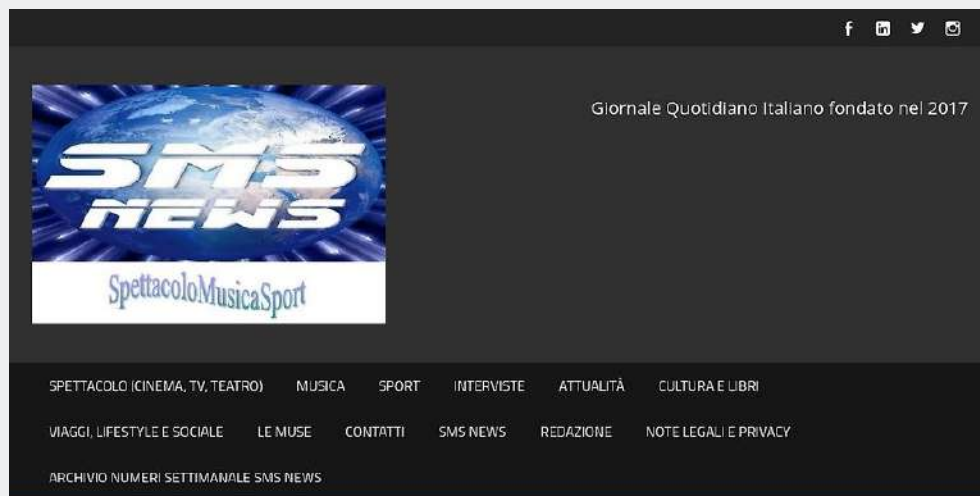 Giornale Quotidiano Italiano fondato nel 2017
SMS
NEWS
SpettacoloMusicaSport
SPETTACOLO (CINEMA, TV, TEATRO) MUSICA SPORT INTERVISTE ATTUALITÀ CULTURA E LIBRI
VIAGGI, LIFESTYLE E SOCIALE LE MUSE CONTATTI SMS NEWS REDAZIONE NOTE LEGALI E PRIVACY
ARCHIVIO NUMERI SETTIMANALE SMS NEWS